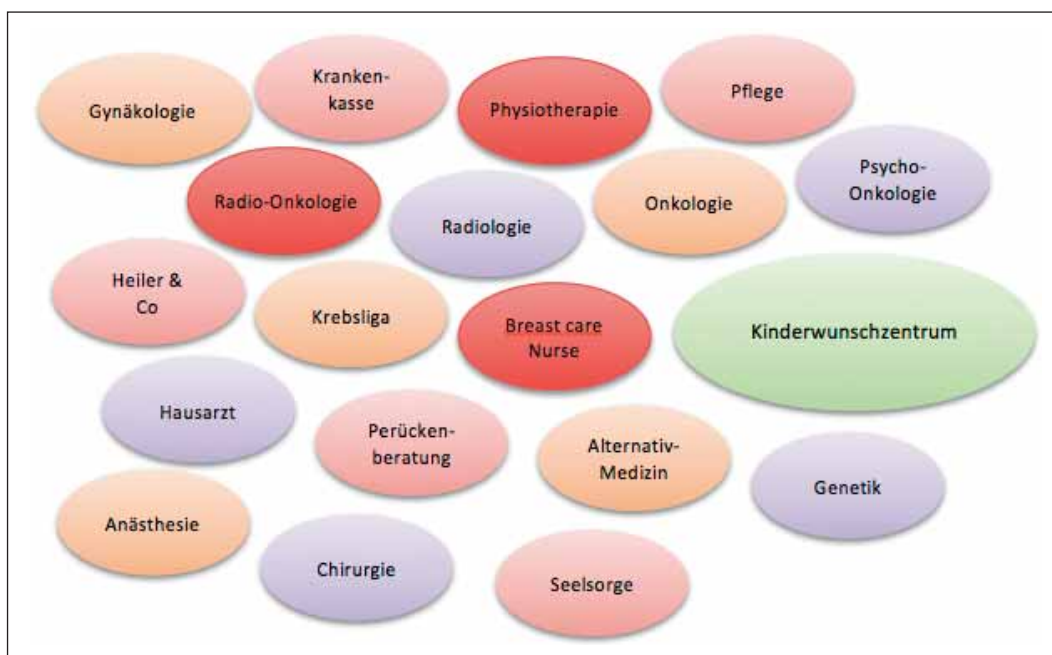 Gynäkologie
Kranken-
kasse
Physiotherapie
Pflege
Radio-Onkologie
Radiologie
Onkologie
Psycho-
Onkologie
Heiler &
Co
Krebsliga
Breast care
Nurse
Kinderwunschzentrum
Hausarzt
Perücken-
beratung
Alternativ-
Medizin
Genetik
Anästhesie
Chirurgie
Seelsorge